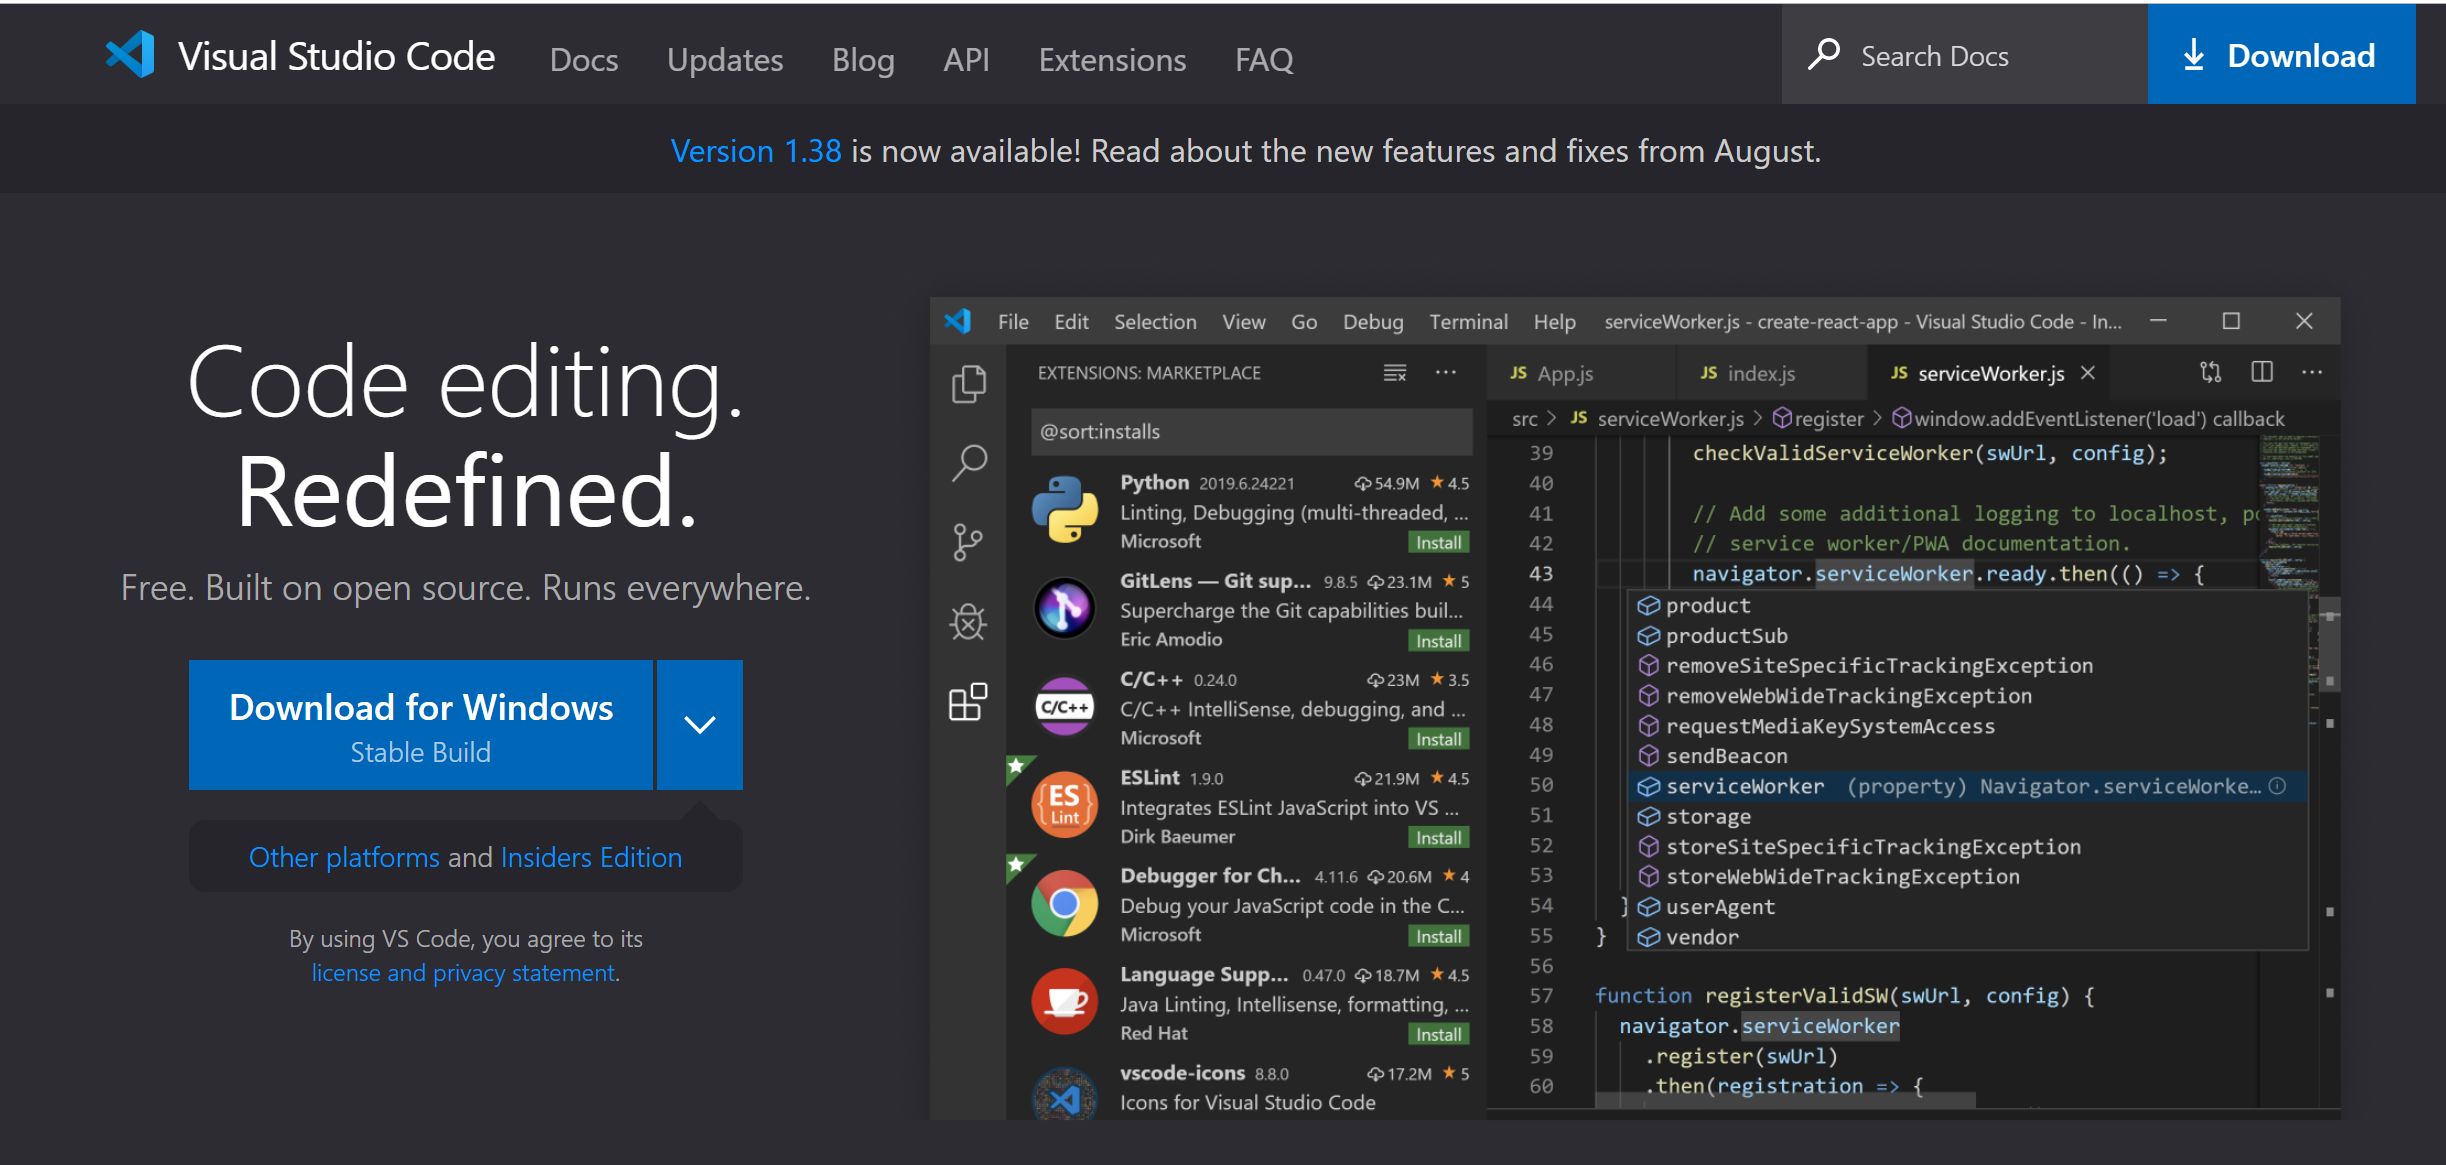 Visual Studio Code
Docs
Updates
Blog
API
Extensions
FAQ
Search Docs
Download
Version 1.38 is now available! Read about the new features and fixes from August.
Code editing.
Redefined.
Free. Built on open source. Runs everywhere.
Download for Windows
Stable Build
Other platforms and Insiders Edition
By using VS Code, you agree to its
license and privacy statement.
File Edit Selection View Go Debug Terminal Help serviceWorker.js - create-react-app - Visual Studio Code - In...
EXTENSIONS: MARKETPLACE
@sort:installs
Python 2019.6.24221 54.9M 4.5
Linting, Debugging (multi-threaded, ...
Microsoft Install
GitLens — Git sup... 9.8.5 23.1M 5
Supercharge the Git capabilities buil...
Eric Amodio Install
C/C++
C/C++ 0.24.0 23M 3.5
C/C++ IntelliSense, debugging, and ...
Microsoft Install
ES
Lint
ESLint 1.9.0 21.9M 4.5
Integrates ESLint JavaScript into VS ...
Dirk Baeumer Install
Debugger for Ch... 4.11.6 20.6M 4
Debug your JavaScript code in the C...
Microsoft Install
Language Supp... 0.47.0 18.7M 4.5
Java Linting, Intellisense, formatting, ...
Red Hat Install
vscode-icons 8.8.0 17.2M 5
Icons for Visual Studio Code
JS App.js
JS index.js
JS serviceWorker.js
src > JS serviceWorker.js > register > window.addEventListener('load') callback
39 checkValidServiceWorker(swUrl, config);
40
41 // Add some additional logging to localhost,
42 // service worker/PWA documentation.
43 navigator.serviceWorker.ready.then(() => {
44 product
45 productSub
46 removeSiteSpecificTrackingException
47 removeWebWideTrackingException
48 requestMediaKeySystemAccess
49 sendBeacon
50 serviceWorker (property) Navigator.serviceWorke...
51 storage
52 storeSiteSpecificTrackingException
53 storeWebWideTrackingException
54 } userAgent
55 } vendor
56
57 function registerValidSW(swUrl, config) {
58 navigator.serviceWorker
59 .register(swUrl)
60 .then(registration => {